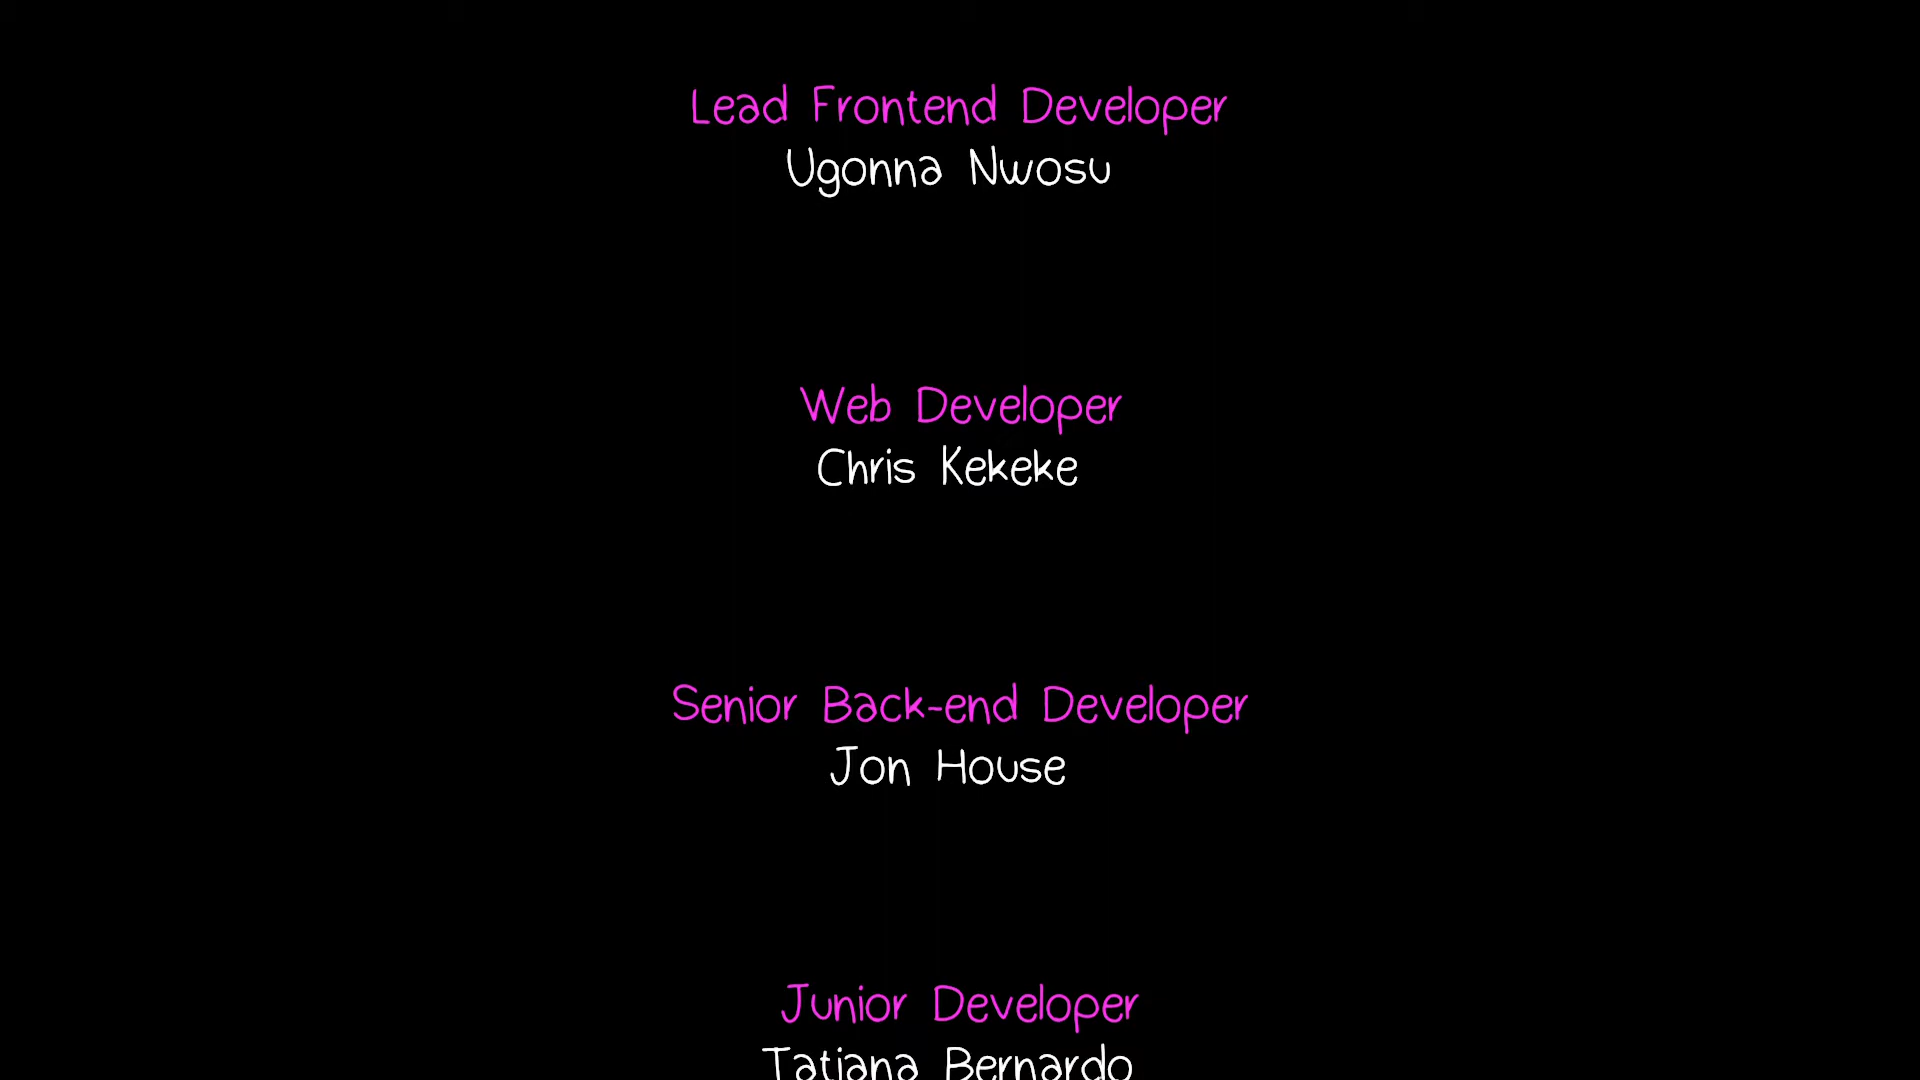 Lead Frontend Developer
Ugonna Nwosu
Web Developer
Chris Kekeke
Senior Back-end Developer
Jon House
Junior Developer
Tatiana Bernardo